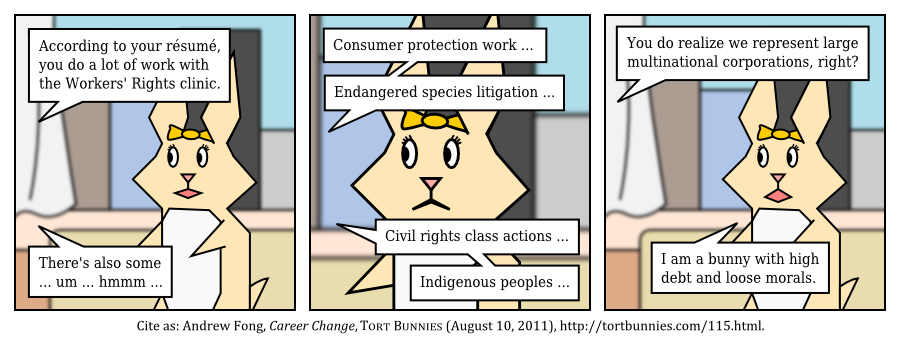 According to your résumé,
you do a lot of work with
the Workers' Rights clinic.
There's also some
... um ... hmmm ...
Consumer protection work ...
Endangered species litigation ...
Civil rights class actions ...
Indigenous peoples ...
You do realize we represent large
multinational corporations, right?
I am a bunny with high
debt and loose morals.
Cite as: Andrew Fong, Career Change, Tort Bunnies (August 10, 2011), http://tortbunnies.com/115.html.